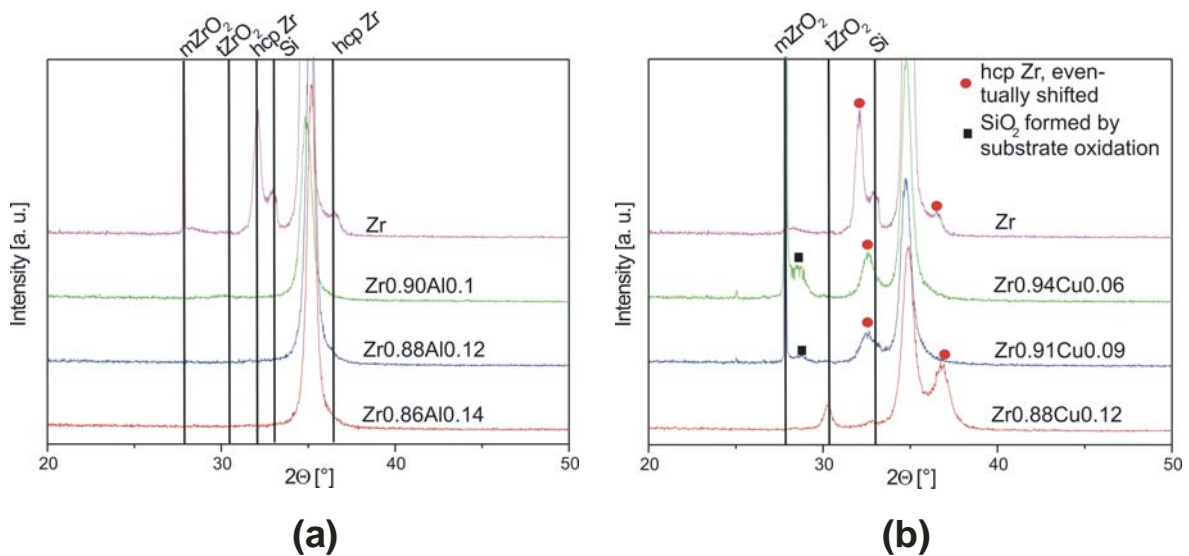 mZrO2
tZrO2
hcp Zr
Si
hcp Zr
Intensity [a. u.]
Zr
Zr0.90Al0.1
Zr0.88Al0.12
Zr0.86Al0.14
20
30
40
50
2Θ [°]
(a)
mZrO2
tZrO2
Si
hcp Zr, even-
tually shifted
SiO2 formed by
substrate oxidation
Intensity [a. u.]
Zr
Zr0.94Cu0.06
Zr0.91Cu0.09
Zr0.88Cu0.12
20
30
40
50
2Θ [°]
(b)